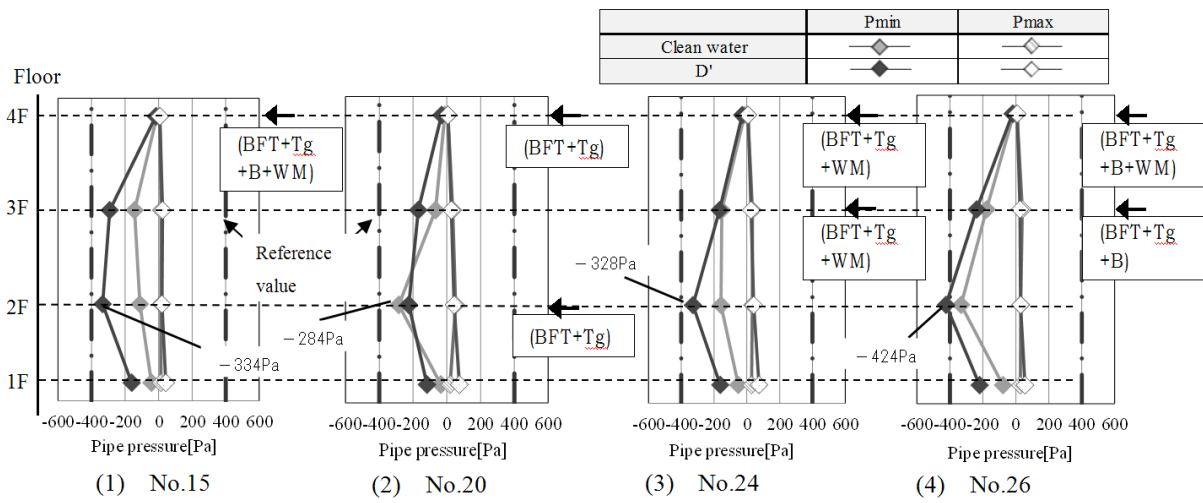 Pmin Pmax
Clean water
D'
Floor
4F
3F
2F
1F
(BFT+Tg
+B+WM)
Reference
value
－334Pa
-600-400-200 0 200 400 600
Pipe pressure[Pa]
(1) No.15
(BFT+Tg)
(BFT+Tg)
－284Pa
-600-400-200 0 200 400 600
Pipe pressure[Pa]
(2) No.20
(BFT+Tg
+WM)
(BFT+Tg
+WM)
－328Pa
-600-400-200 0 200 400 600
Pipe pressure[Pa]
(3) No.24
(BFT+Tg
+B+WM)
(BFT+Tg
+B)
－424Pa
-600-400-200 0 200 400 600
Pipe pressure[Pa]
(4) No.26